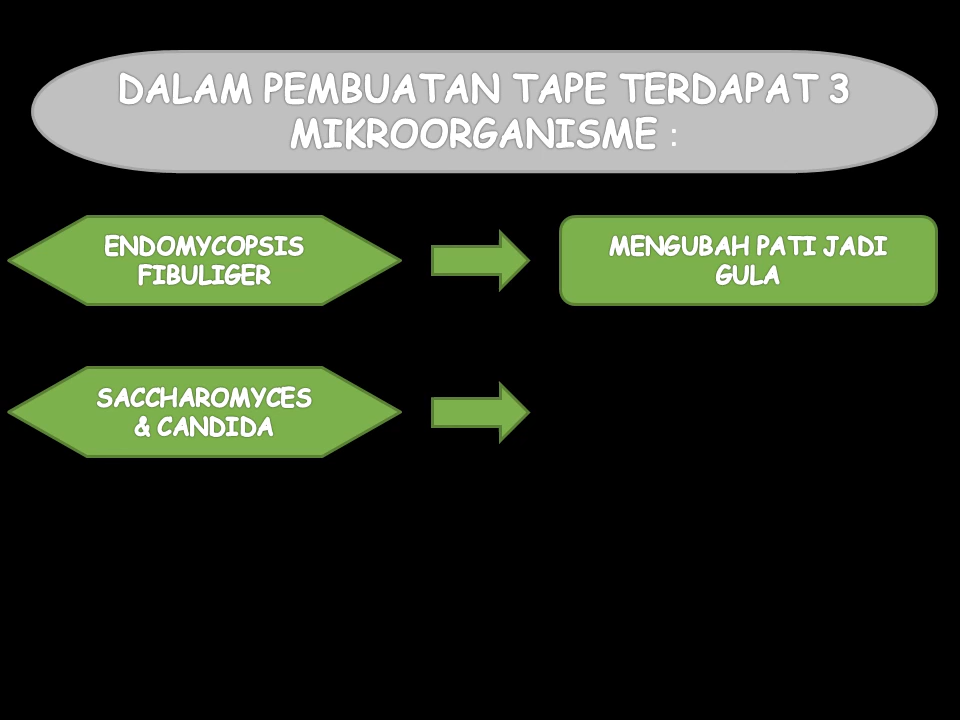 DALAM PEMBUATAN TAPE TERDAPAT 3
MIKROORGANISME :
ENDOMYCOPSIS
FIBULIGER
MENGUBAH PATI JADI
GULA
SACCHAROMYCES
& CANDIDA